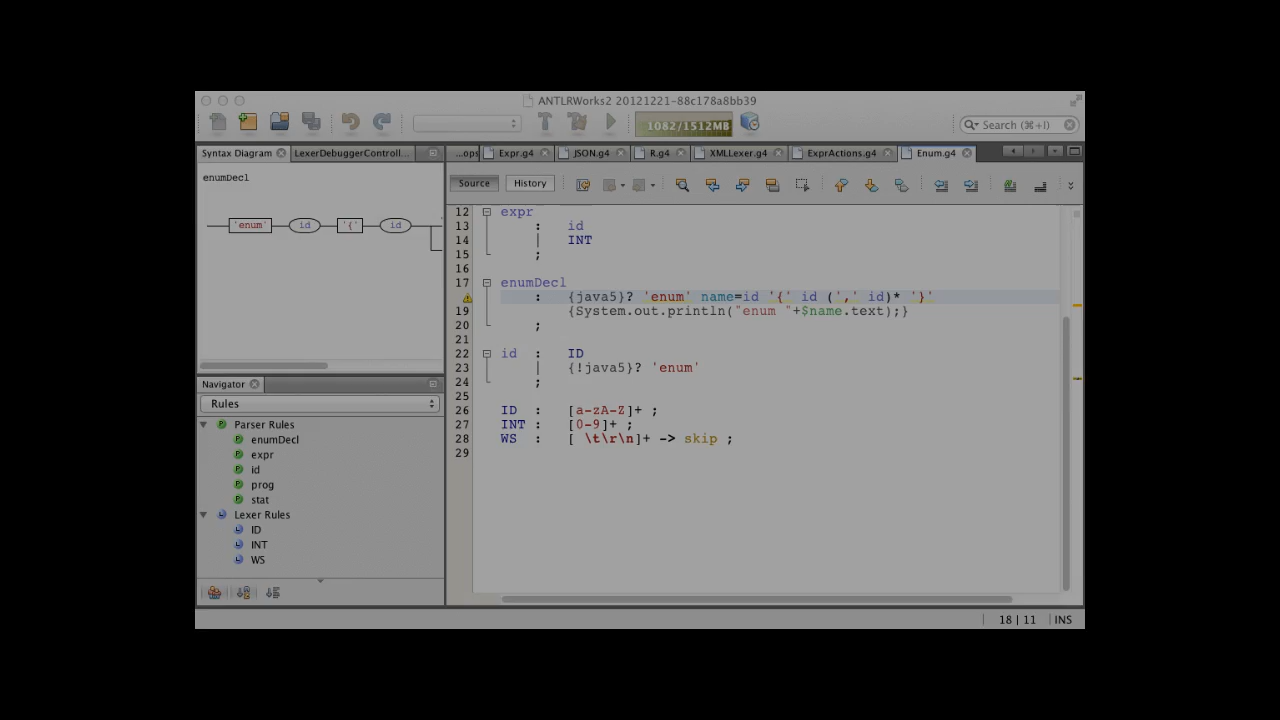 ANTLRWorks2 20121221-88c178a8bb39
1082/1512MB
Search (⌘+I)
Syntax Diagram
LexerDebuggerControll...
...ops
Expr.g4
JSON.g4
R.g4
XMLLexer.g4
ExprActions.g4
Enum.g4
enumDecl
'enum' id '{' id
Source
History
12 expr
13 : id
14 | INT
15 ;
16
17 enumDecl
: {java5}? 'enum' name=id '{' id (',' id)* '}'
19 {System.out.println("enum "+$name.text);}
20 ;
21
22 id : ID
23 | {!java5}? 'enum'
24 ;
25
26 ID : [a-zA-Z]+ ;
27 INT : [0-9]+ ;
28 WS : [ \t\r\n]+ -> skip ;
29
Navigator
Rules
Parser Rules
enumDecl
expr
id
prog
stat
Lexer Rules
ID
INT
WS
18 | 11
INS